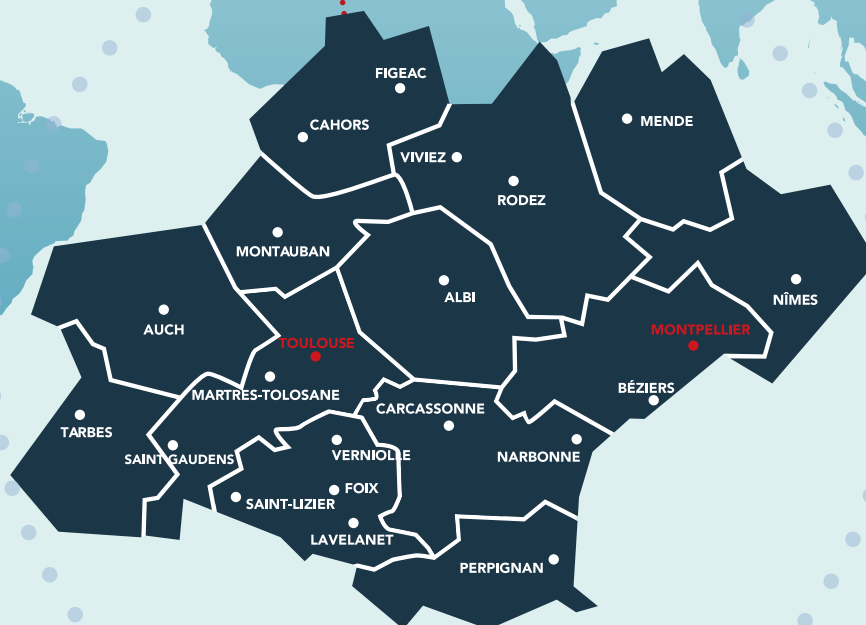 FIGEAC
CAHORS
MENDE
VIVIEZ
RODEZ
MONTAUBAN
ALBI
NÎMES
AUCH
MONTPELLIER
TOULOUSE
BÉZIERS
MARTRES-TOLOSANE
CARCASSONNE
TARBES
SAINT-GAUDENS
VERNIOLLE
NARBONNE
FOIX
SAINT-LIZIER
LAVELANET
PERPIGNAN